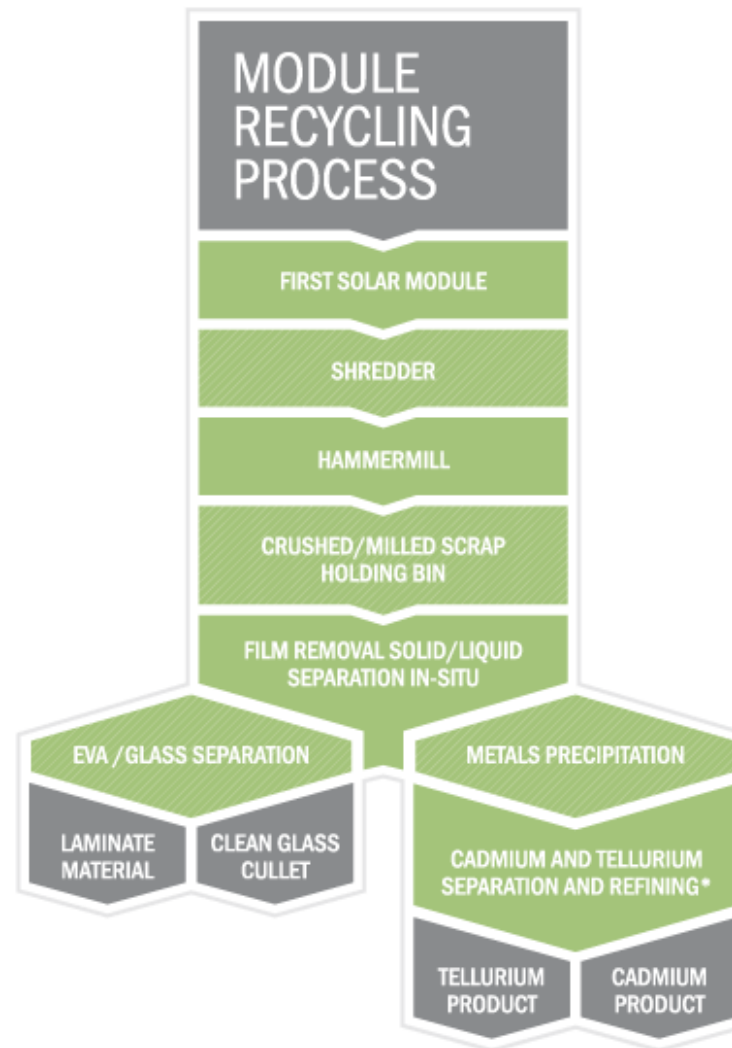 MODULE
RECYCLING
PROCESS
FIRST SOLAR MODULE
SHREDDER
HAMMERMILL
CRUSHED/MILLED SCRAP
HOLDING BIN
FILM REMOVAL SOLID/LIQUID
SEPARATION IN-SITU
EVA /GLASS SEPARATION
LAMINATE
MATERIAL
CLEAN GLASS
CULLET
METALS PRECIPITATION
CADMIUM AND TELLURIUM
SEPARATION AND REFINING*
TELLURIUM
PRODUCT
CADMIUM
PRODUCT